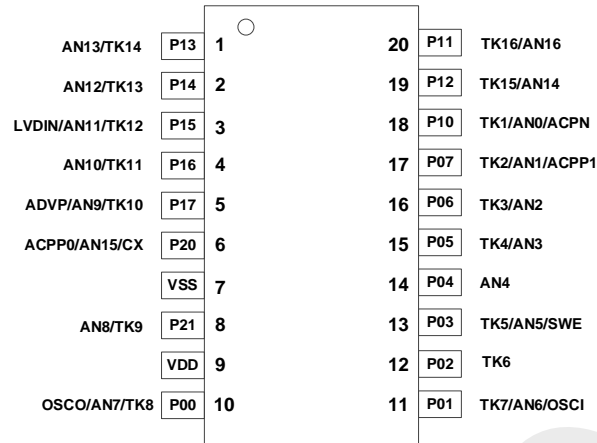 AN13/TK14 P13 1 20 P11 TK16/AN16
AN12/TK13 P14 2 19 P12 TK15/AN14
LVDIN/AN11/TK12 P15 3 18 P10 TK1/AN0/ACPN
AN10/TK11 P16 4 17 P07 TK2/AN1/ACPP1
ADVP/AN9/TK10 P17 5 16 P06 TK3/AN2
ACPP0/AN15/CX P20 6 15 P05 TK4/AN3
VSS 7 14 P04 AN4
AN8/TK9 P21 8 13 P03 TK5/AN5/SWE
VDD 9 12 P02 TK6
OSCO/AN7/TK8 P00 10 11 P01 TK7/AN6/OSCI